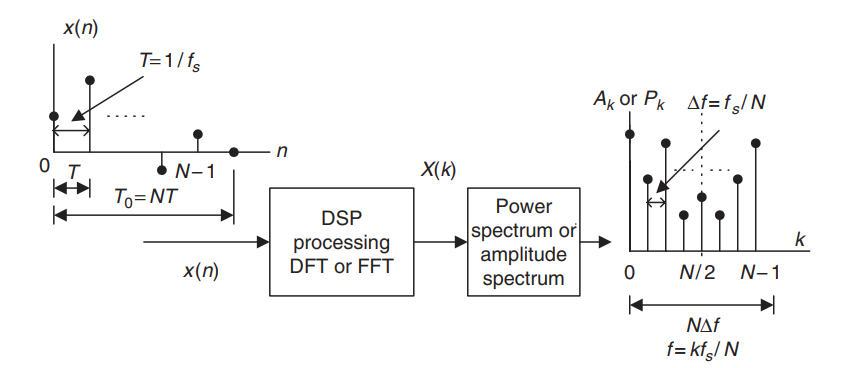 x(n)
T=1/fₛ
.....
n
0
T
N−1
T₀=NT
x(n)
DSP
processing
DFT or FFT
X(k)
Power
spectrum or
amplitude
spectrum
Aₖ or Pₖ
Δf=fₛ/N
k
0
N/2
N−1
NΔf
f=kfₛ/N